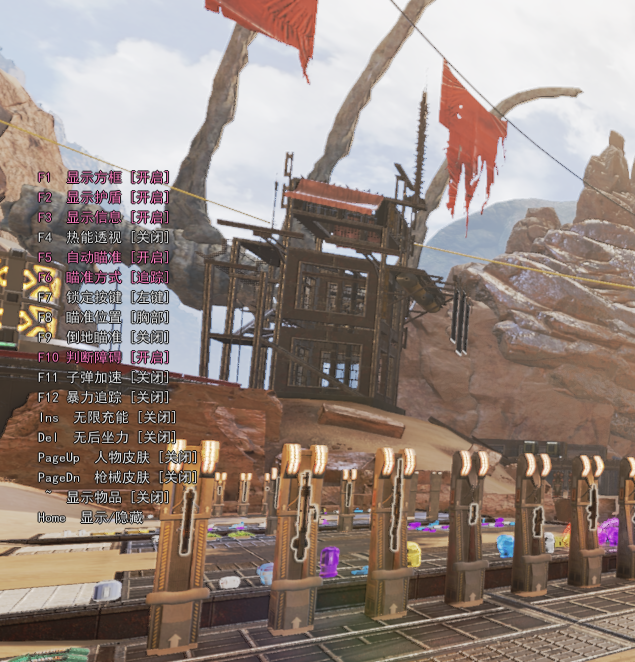 F1 显示方框 [开启]
F2 显示护盾 [开启]
F3 显示信息 [开启]
F4 热能透视 [关闭]
F5 自动瞄准 [开启]
F6 瞄准方式 [追踪]
F7 锁定按键 [左键]
F8 瞄准位置 [胸部]
F9 倒地瞄准 [关闭]
F10 判断障碍 [开启]
F11 子弹加速 [关闭]
F12 暴力追踪 [关闭]
Ins 无限充能 [关闭]
Del 无后坐力 [关闭]
PageUp 人物皮肤 [关闭]
PageDn 枪械皮肤 [关闭]
~ 显示物品 [关闭]
Home 显示/隐藏